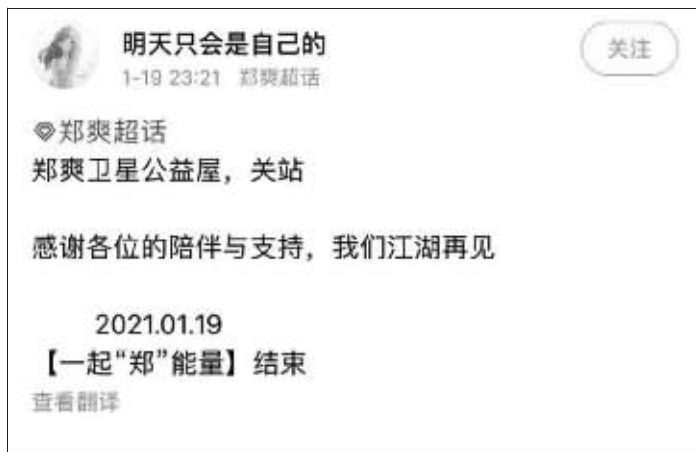 明天只会是自己的
关注
1-19 23:21 郑爽超话
郑爽超话
郑爽卫星公益屋，关站
感谢各位的陪伴与支持，我们江湖再见
2021.01.19
【一起“郑”能量】结束
查看翻译